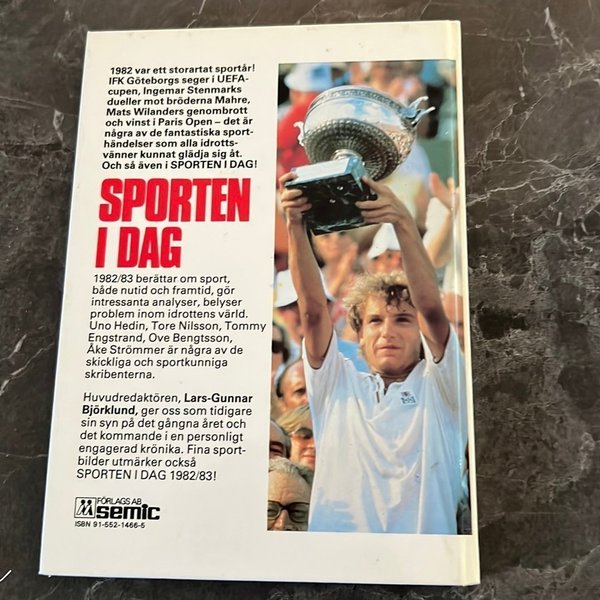 1982 var ett storartat sportår!
IFK Göteborgs seger i UEFA-
cupen, Ingemar Stenmarks
dueller mot bröderna Mahre,
Mats Wilanders genombrott
och vinst i Paris Open – det är
några av de fantastiska sport-
händelser som alla idrotts-
vänner kunnat glädja sig åt.
Och så även i SPORTEN I DAG!
SPORTEN
I DAG
1982/83 berättar om sport,
både nutid och framtid, gör
intressanta analyser, belyser
problem inom idrottens värld.
Uno Hedin, Tore Nilsson, Tommy
Engstrand, Ove Bengtsson,
Åke Strömmer är några av de
skickliga och sportkunniga
skribenterna.
Huvudredaktören, Lars-Gunnar
Björklund, ger oss som tidigare
sin syn på det gångna året och
det kommande i en personligt
engagerad krönika. Fina sport-
bilder utmärker också
SPORTEN I DAG 1982/83!
FÖRLAGS AB
semic
ISBN 91-552-1466-5